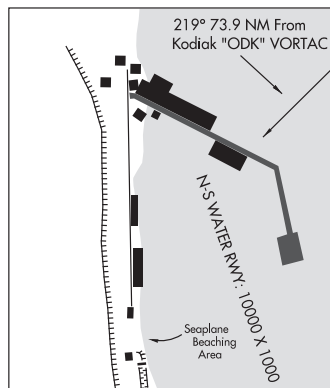 219° 73.9 NM From
Kodiak "ODK" VORTAC
N-S WATER RWY: 10000 X 1000
Seaplane
Beaching
Area